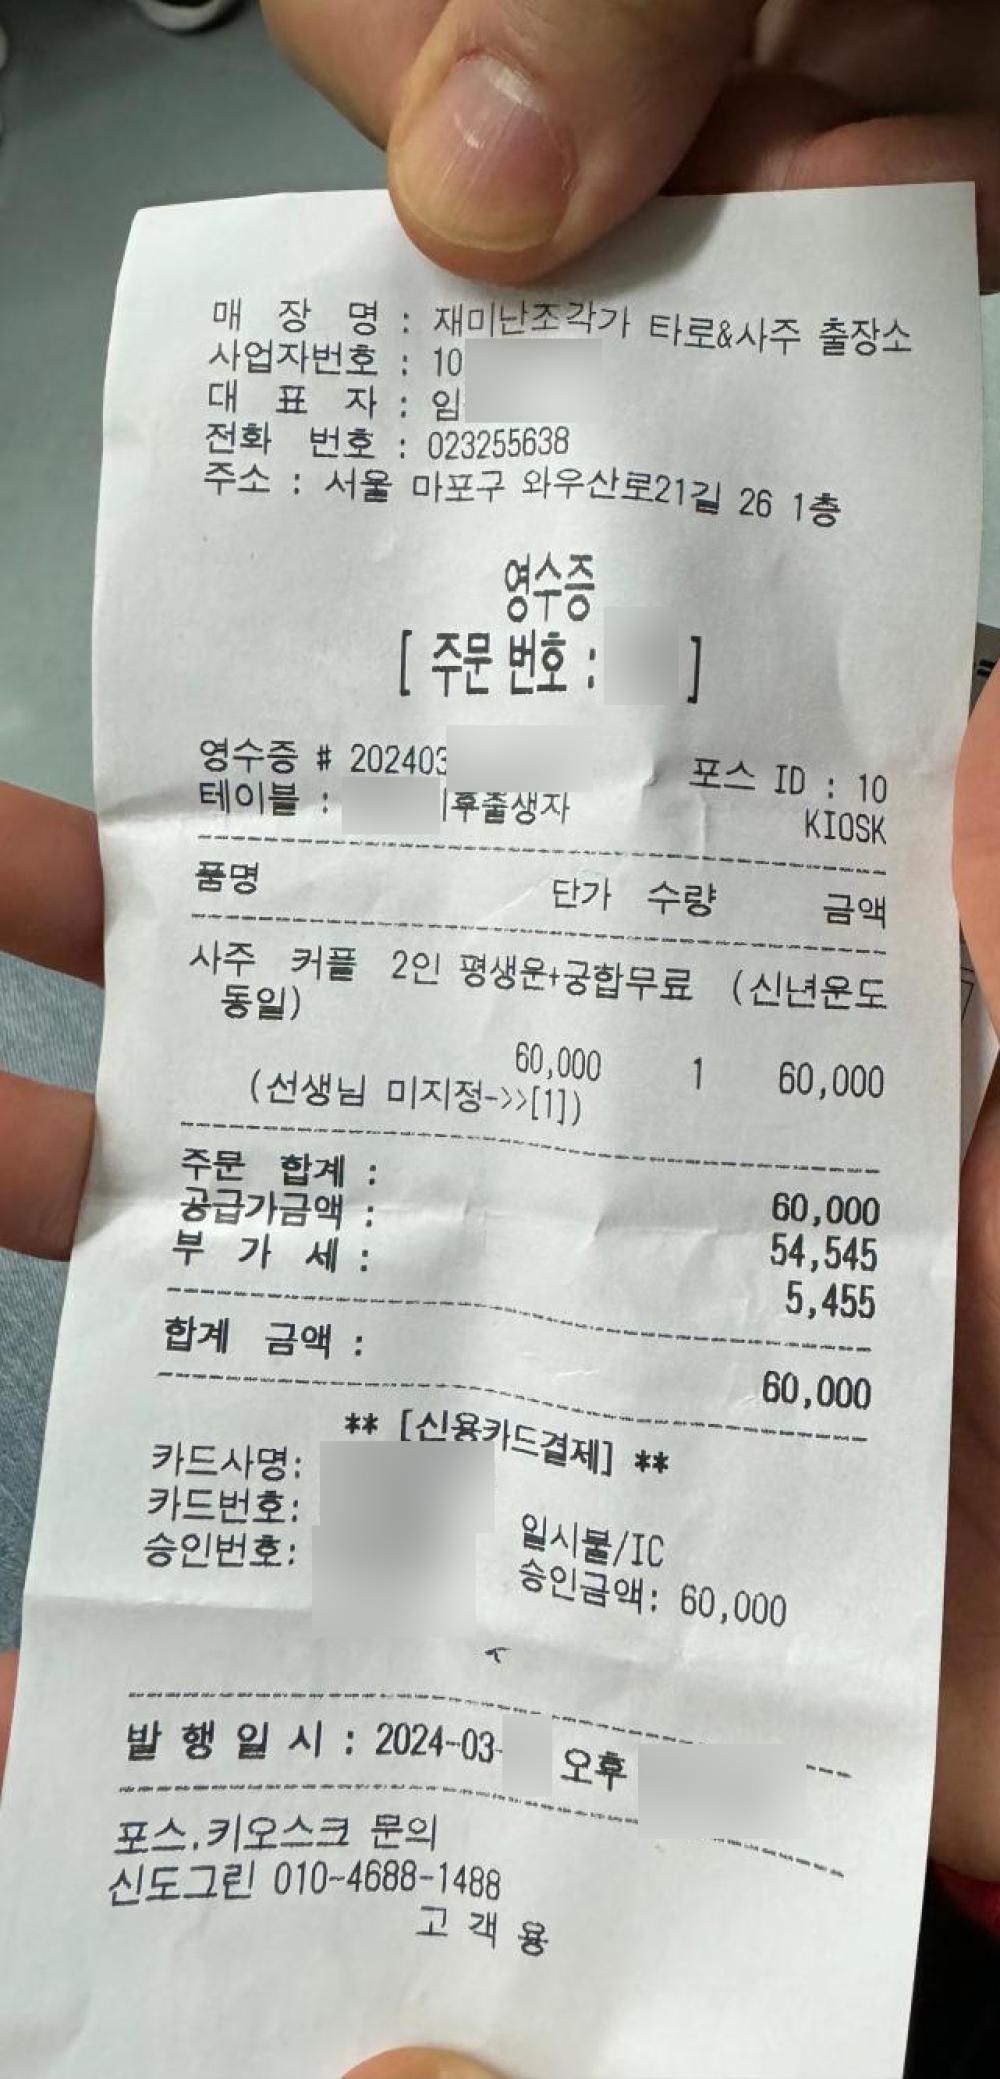 매 장 명 : 재미난조각가 타로&사주 출장소
사업자번호 : 10
대 표 자 : 임
전화 번호 : 023255638
주소 : 서울 마포구 와우산로21길 26 1층
영수증
[ 주문 번호 : ]
영수증 # 202403
포스 ID : 10
테이블 : 후출생자
KIOSK
품명 단가 수량 금액
사주 커플 2인 평생운+궁합무료 (신년운도
동일)
60,000 1 60,000
(선생님 미지정->>[1])
주문 합계 : 60,000
공급가금액 : 54,545
부 가 세 : 5,455
합계 금액 : 60,000
** [신용카드결제] **
카드사명:
카드번호: 일시불/IC
승인번호: 승인금액: 60,000
발 행 일 시 : 2024-03- 오후
포스.키오스크 문의
신도그린 010-4688-1488
고 객 용